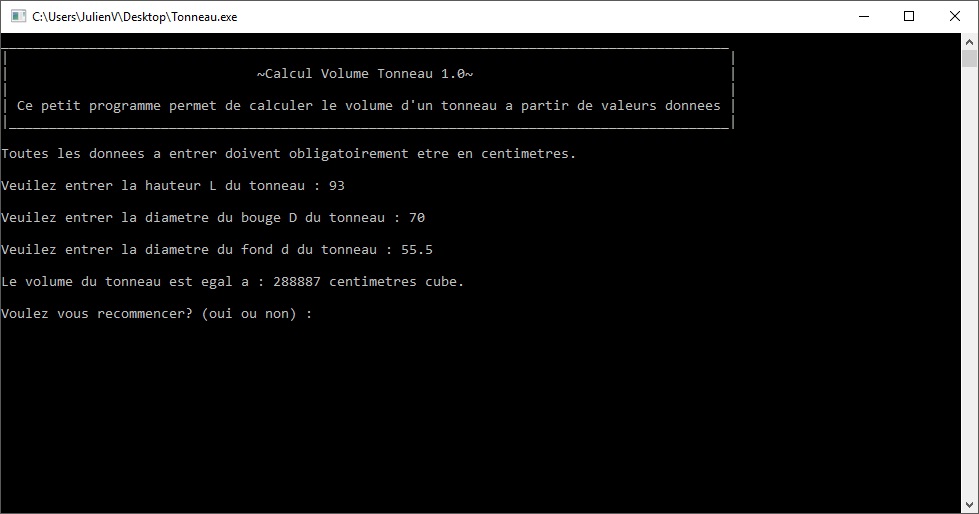 C:\Users\JulienV\Desktop\Tonneau.exe
~Calcul Volume Tonneau 1.0~
Ce petit programme permet de calculer le volume d'un tonneau a partir de valeurs donnees
Toutes les donnees a entrer doivent obligatoirement etre en centimetres.
Veuilez entrer la hauteur L du tonneau : 93
Veuilez entrer la diametre du bouge D du tonneau : 70
Veuilez entrer la diametre du fond d du tonneau : 55.5
Le volume du tonneau est egal a : 288887 centimetres cube.
Voulez vous recommencer? (oui ou non) :